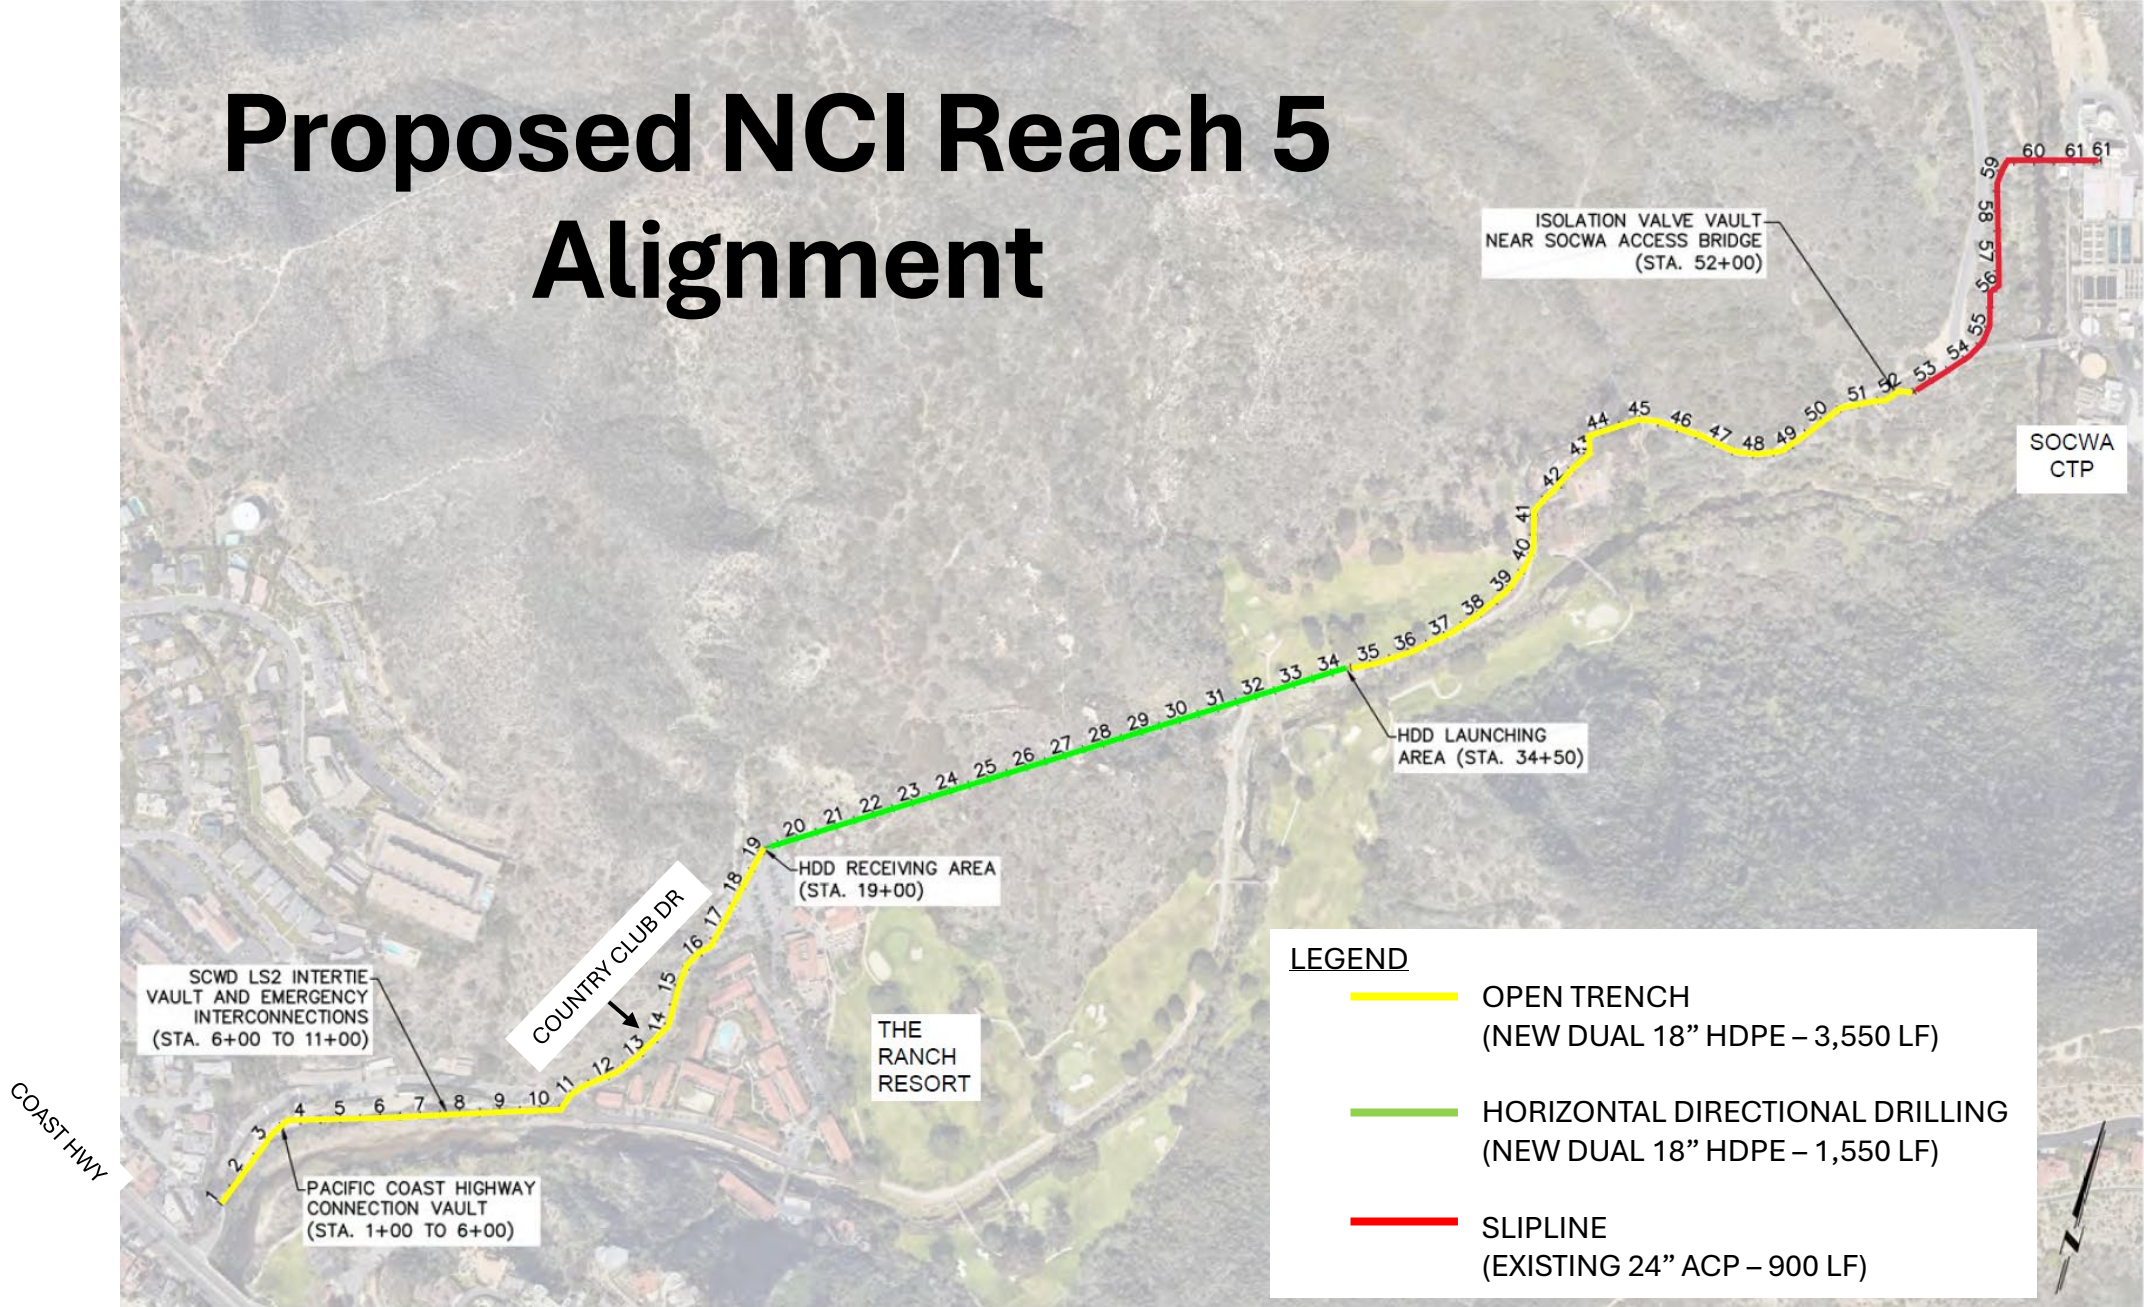 Proposed NCI Reach 5
Alignment
59 60 61 61
58
57
56
55
54
53
ISOLATION VALVE VAULT
NEAR SOCWA ACCESS BRIDGE
(STA. 52+00)
52
51
50
49
48
47
46
45
44
43
42
41
40
39
38
37
36
35
SOCWA
CTP
34
33
32
31
30
29
28
27
26
25
24
23
22
21
20
HDD LAUNCHING
AREA (STA. 34+50)
19
18
17
16
15
14
13
12
11
HDD RECEIVING AREA
(STA. 19+00)
COUNTRY CLUB DR
THE
RANCH
RESORT
SCWD LS2 INTERTIE
VAULT AND EMERGENCY
INTERCONNECTIONS
(STA. 6+00 TO 11+00)
4 5 6 7 8 9 10
3
2
1
COAST HWY
PACIFIC COAST HIGHWAY
CONNECTION VAULT
(STA. 1+00 TO 6+00)
LEGEND
OPEN TRENCH
(NEW DUAL 18” HDPE – 3,550 LF)
HORIZONTAL DIRECTIONAL DRILLING
(NEW DUAL 18” HDPE – 1,550 LF)
SLIPLINE
(EXISTING 24” ACP – 900 LF)
N